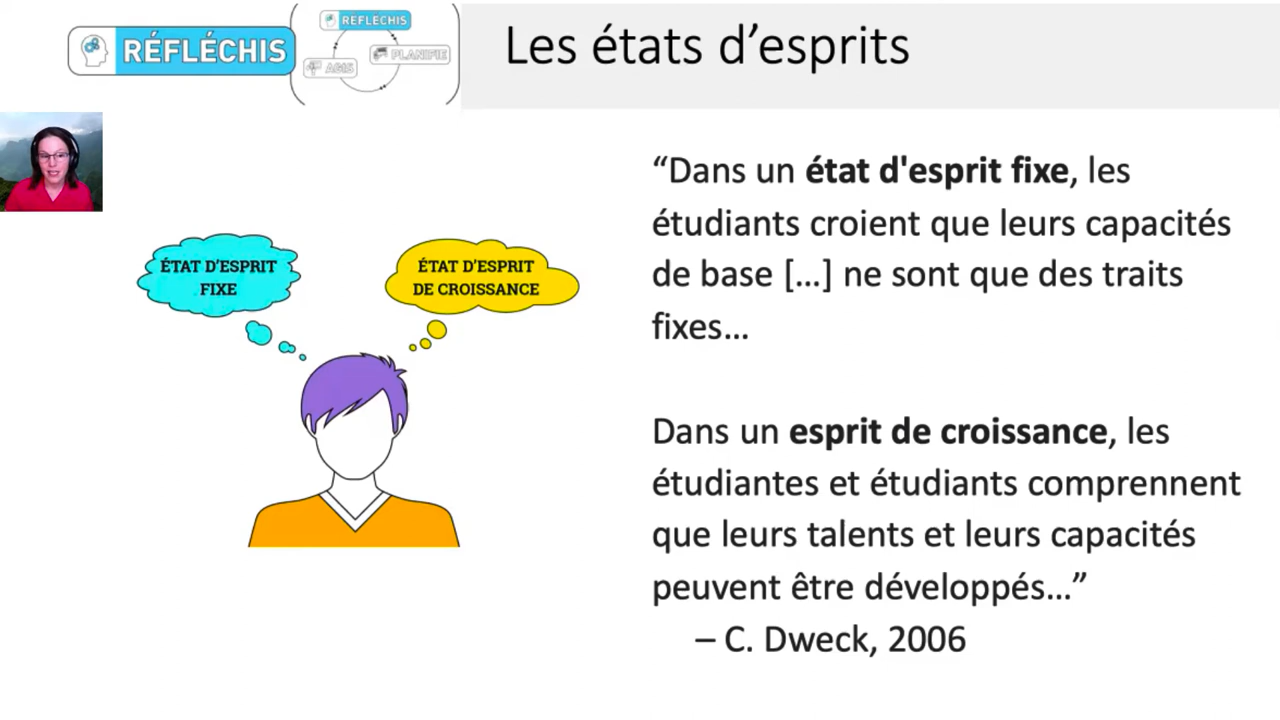 RÉFLÉCHIS
RÉFLÉCHIS
PLANIFIE
AGIS
Les états d’esprits
“Dans un état d'esprit fixe, les
étudiants croient que leurs capacités
de base [...] ne sont que des traits
fixes…
ÉTAT D’ESPRIT
FIXE
ÉTAT D’ESPRIT
DE CROISSANCE
Dans un esprit de croissance, les
étudiantes et étudiants comprennent
que leurs talents et leurs capacités
peuvent être développés…”
– C. Dweck, 2006